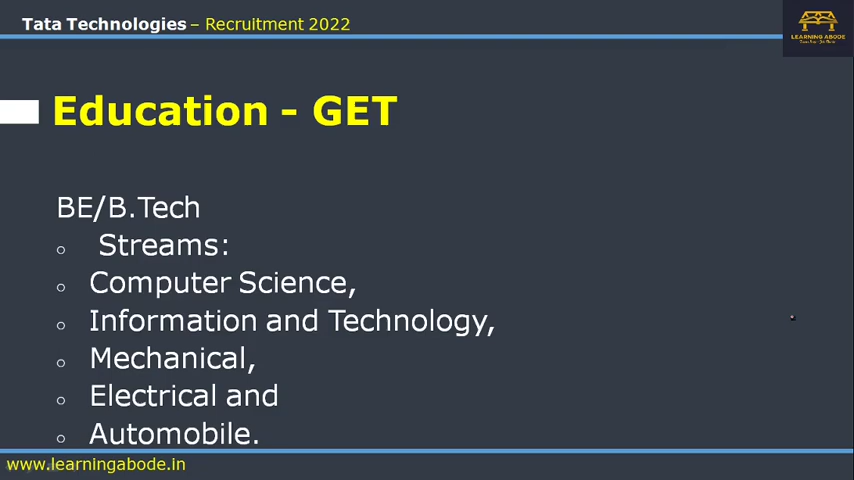 Tata Technologies – Recruitment 2022
LEARNING ABODE
Education - GET
BE/B.Tech
Streams:
Computer Science,
Information and Technology,
Mechanical,
Electrical and
Automobile.
www.learningabode.in